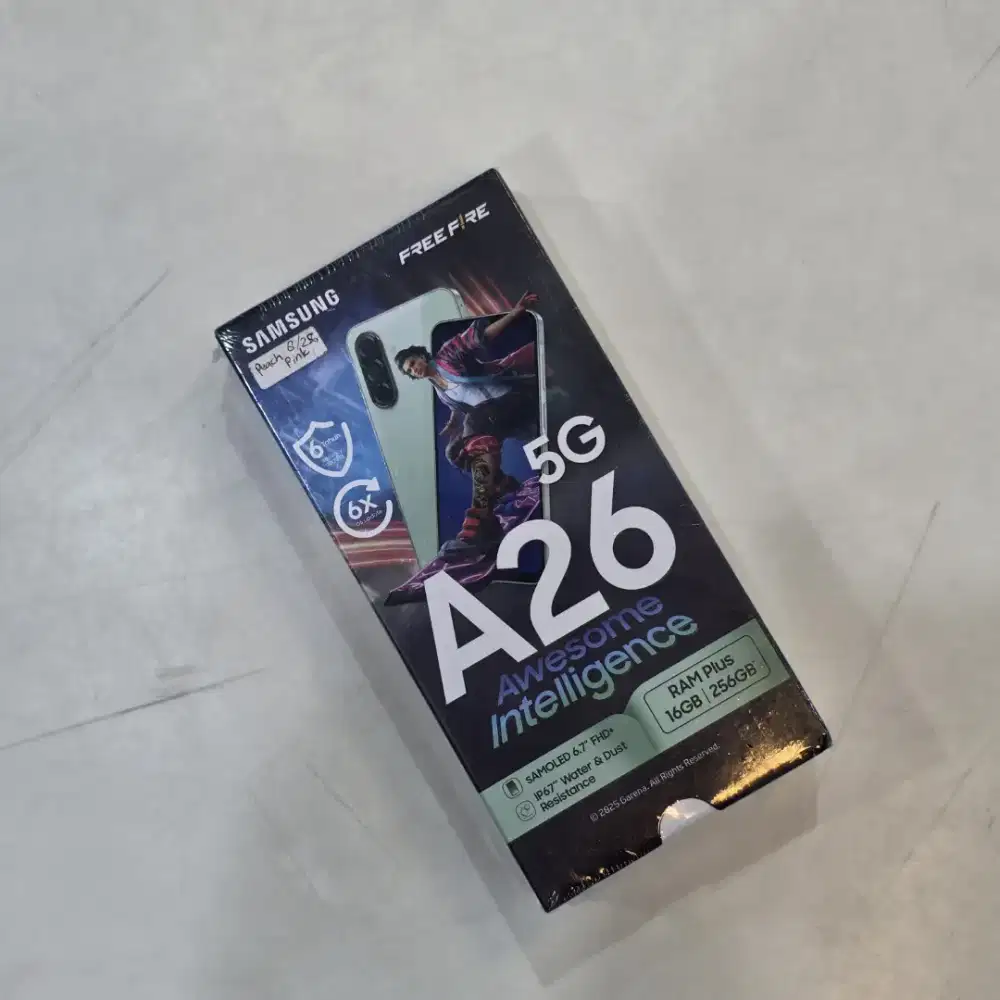 FREE FIRE
SAMSUNG
Peach 8/256
Pink
6
6X
5G
A26
Awesome
Intelligence
RAM Plus
16GB | 256GB
SAMOLED 6.7" FHD+
IP67** Water & Dust
Resistance
© 2025 Garena. All Rights Reserved.